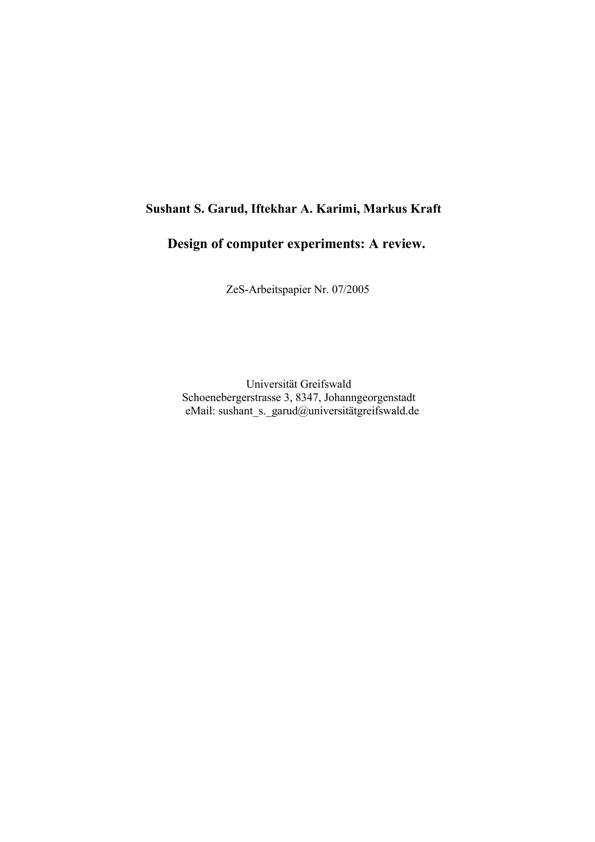 Sushant S. Garud, Iftekhar A. Karimi, Markus Kraft
Design of computer experiments: A review.
ZeS-Arbeitspapier Nr. 07/2005
Universität Greifswald
Schoenebergerstrasse 3, 8347, Johanngeorgenstadt
eMail: sushant_s._garud@universitätgreifswald.de